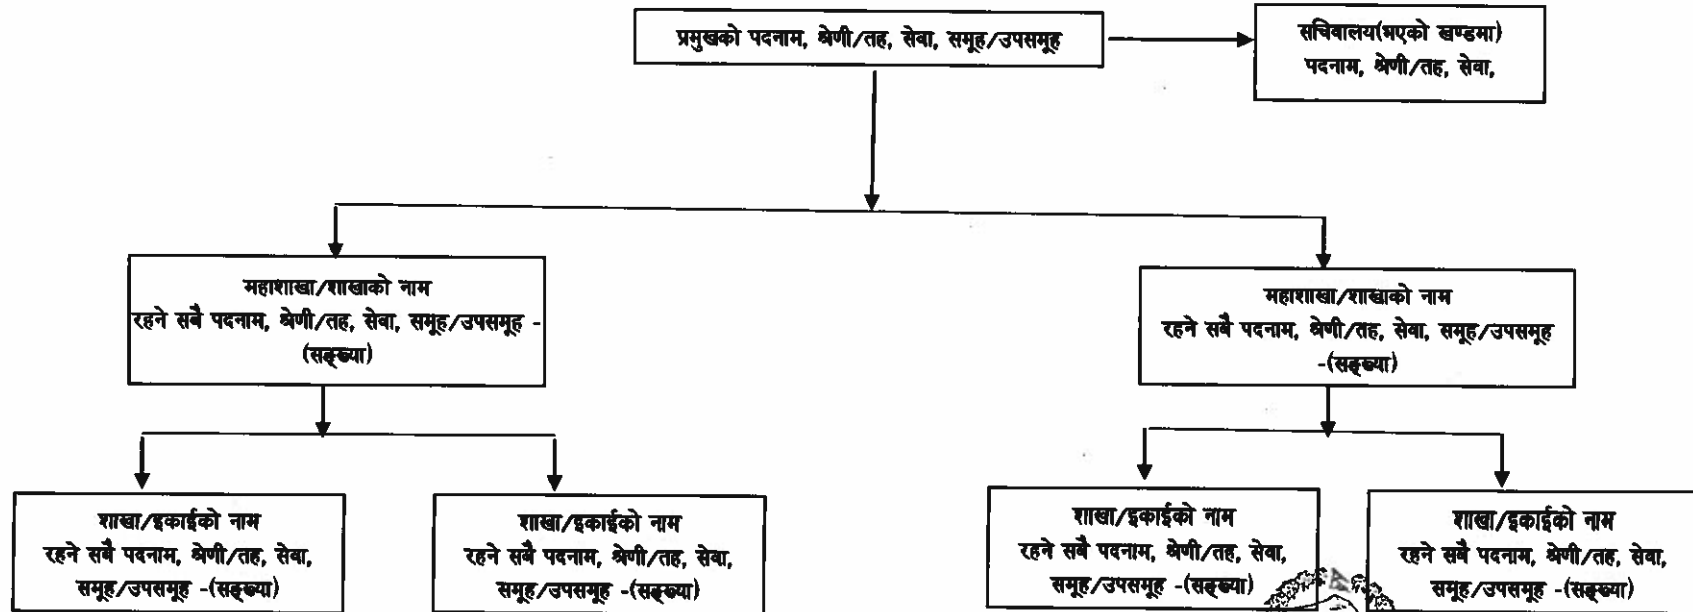 प्रमुखको पदनाम, श्रेणी/तह, सेवा, समूह/उपसमूह
सचिवालय(भएको खण्डमा)
पदनाम, श्रेणी/तह, सेवा,
महाशाखा/शाखाको नाम
रहने सबै पदनाम, श्रेणी/तह, सेवा, समूह/उपसमूह -
(सङ्ख्या)
महाशाखा/शाखाको नाम
रहने सबै पदनाम, श्रेणी/तह, सेवा, समूह/उपसमूह
-(सङ्ख्या)
शाखा/इकाईको नाम
रहने सबै पदनाम, श्रेणी/तह, सेवा,
समूह/उपसमूह -(सङ्ख्या)
शाखा/इकाईको नाम
रहने सबै पदनाम, श्रेणी/तह, सेवा,
समूह/उपसमूह -(सङ्ख्या)
शाखा/इकाईको नाम
रहने सबै पदनाम, श्रेणी/तह, सेवा,
समूह/उपसमूह -(सङ्ख्या)
शाखा/इकाईको नाम
रहने सबै पदनाम, श्रेणी/तह, सेवा,
समूह/उपसमूह -(सङ्ख्या)